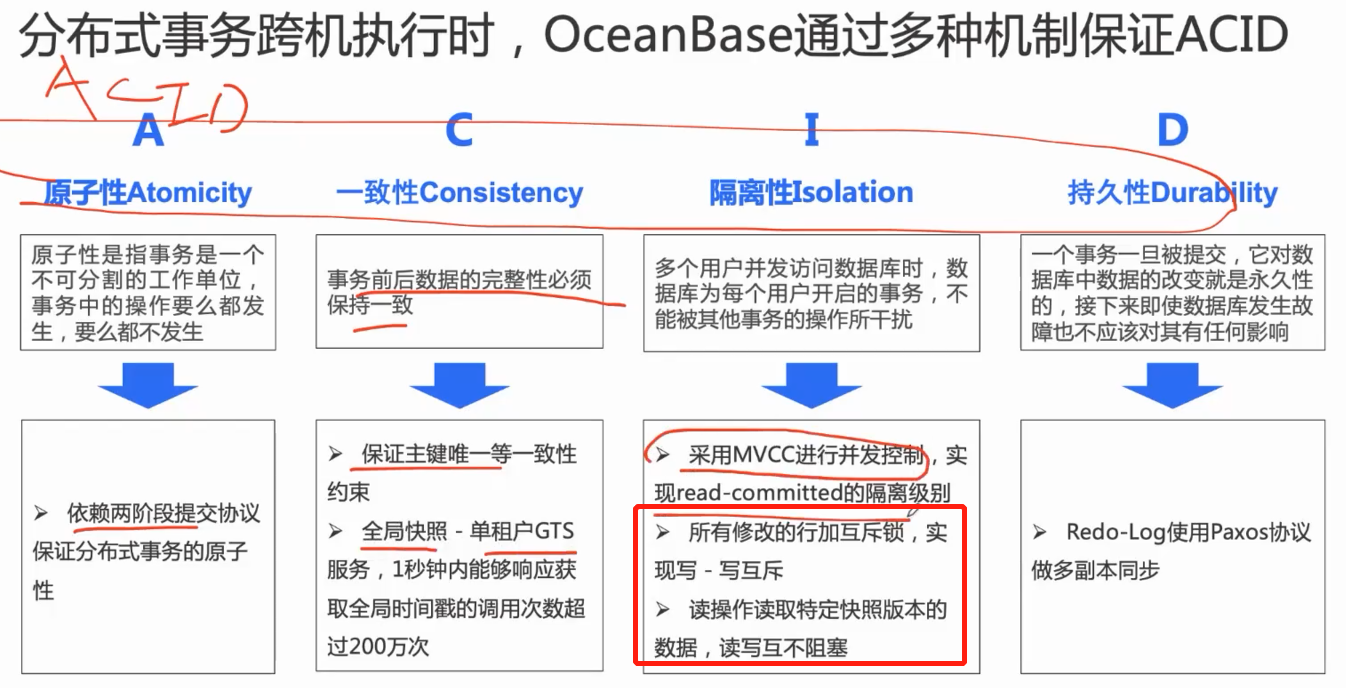 分布式事务跨机执行时，OceanBase通过多种机制保证ACID
ACID
A
原子性Atomicity
原子性是指事务是一个
不可分割的工作单位，
事务中的操作要么都发
生，要么都不发生
➢ 依赖两阶段提交协议
保证分布式事务的原子
性
C
一致性Consistency
事务前后数据的完整性必须
保持一致
➢ 保证主键唯一等一致性
约束
➢ 全局快照 - 单租户GTS
服务，1秒钟内能够响应获
取全局时间戳的调用次数超
过200万次
I
隔离性Isolation
多个用户并发访问数据库时，数
据库为每个用户开启的事务，不
能被其他事务的操作所干扰
➢ 采用MVCC进行并发控制，实
现read-committed的隔离级别
➢ 所有修改的行加互斥锁，实
现写 - 写互斥
➢ 读操作读取特定快照版本的
数据，读写互不阻塞
D
持久性Durability
一个事务一旦被提交，它对数
据库中数据的改变就是永久性
的，接下来即使数据库发生故
障也不应该对其有任何影响
➢ Redo-Log使用Paxos协议
做多副本同步